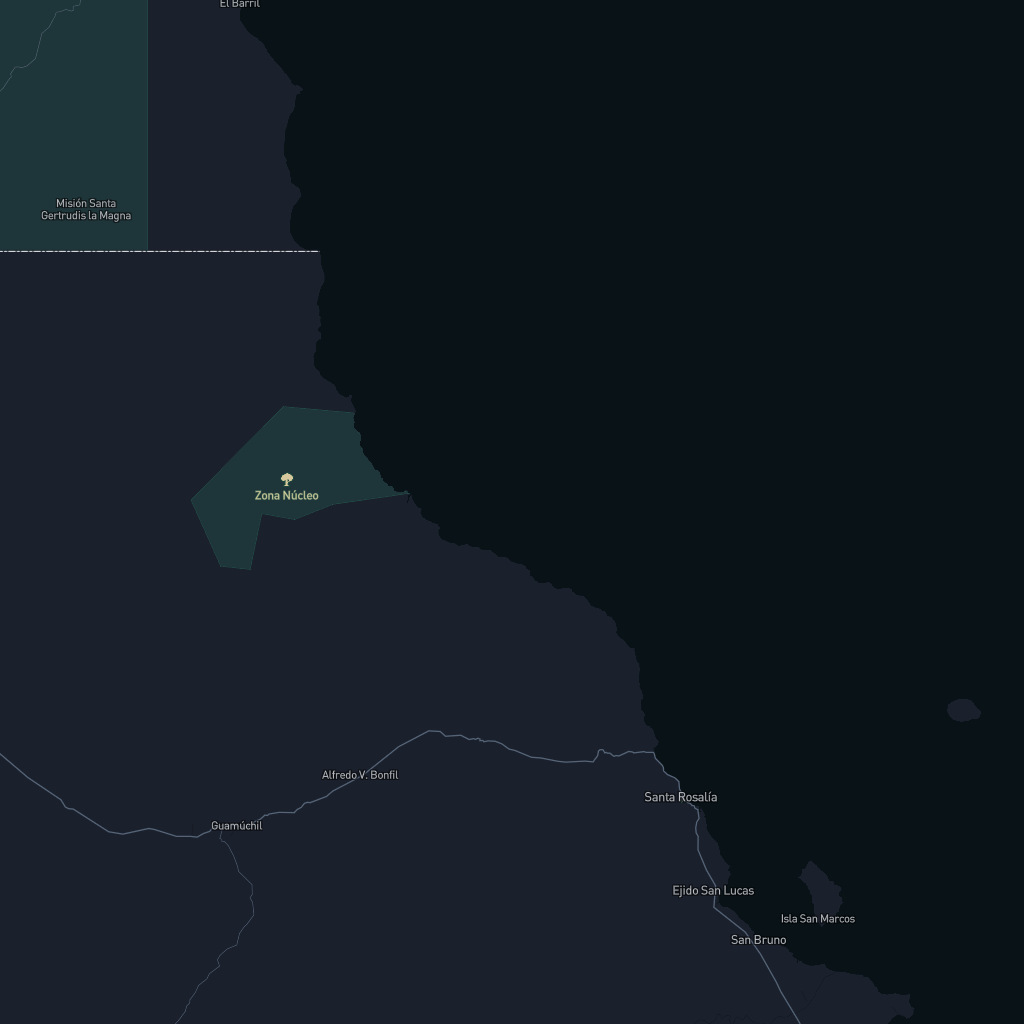 El Barril
Misión Santa
Gertrudis la Magna
Zona Núcleo
Alfredo V. Bonfil
Santa Rosalía
Guamúchil
Ejido San Lucas
Isla San Marcos
San Bruno